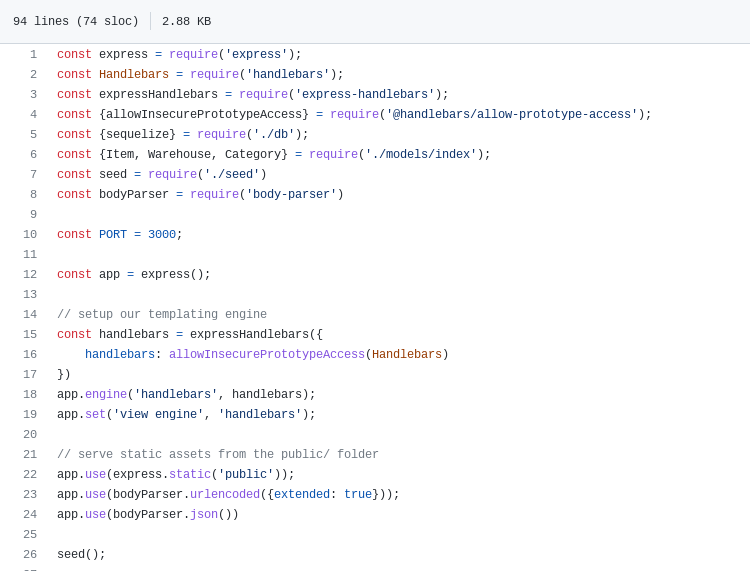 94 lines (74 sloc) 2.88 KB
1 const express = require('express');
2 const Handlebars = require('handlebars');
3 const expressHandlebars = require('express-handlebars');
4 const {allowInsecurePrototypeAccess} = require('@handlebars/allow-prototype-access');
5 const {sequelize} = require('./db');
6 const {Item, Warehouse, Category} = require('./models/index');
7 const seed = require('./seed')
8 const bodyParser = require('body-parser')
9
10 const PORT = 3000;
11
12 const app = express();
13
14 // setup our templating engine
15 const handlebars = expressHandlebars({
16     handlebars: allowInsecurePrototypeAccess(Handlebars)
17 })
18 app.engine('handlebars', handlebars);
19 app.set('view engine', 'handlebars');
20
21 // serve static assets from the public/ folder
22 app.use(express.static('public'));
23 app.use(bodyParser.urlencoded({extended: true}));
24 app.use(bodyParser.json())
25
26 seed();